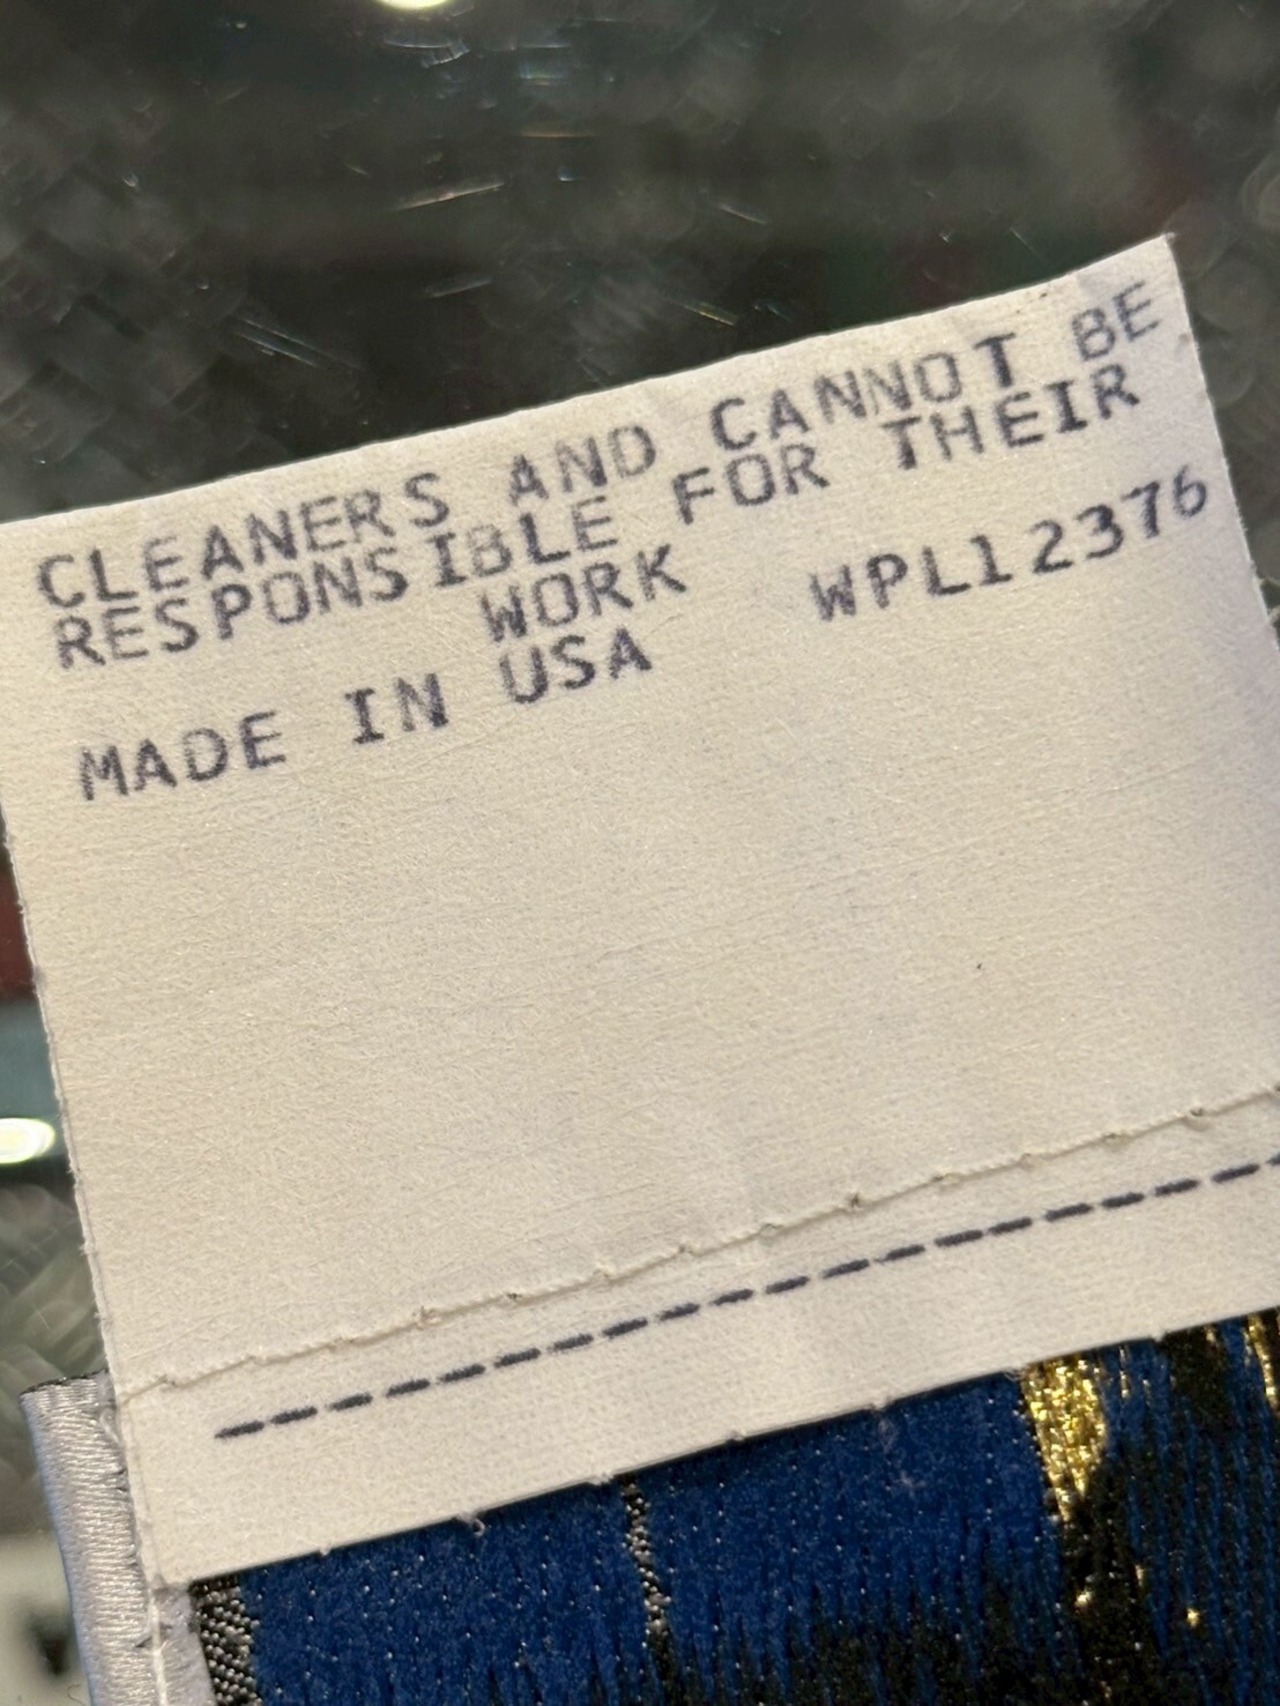 CLEANERS AND CANNOT BE
RESPONSIBLE FOR THEIR
WORK WPL12376
MADE IN USA